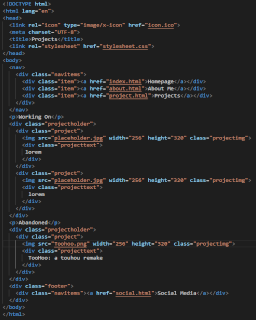 <!DOCTYPE html>
<html lang="en">
<head>
<link rel="icon" type="image/x-icon" href="icon.ico">
<meta charset="UTF-8">
<title>Projects</title>
<link rel="stylesheet" href="stylesheet.css">
</head>
<body>
<nav>
<div class="navitems">
<div class="item"><a href="index.html">Homepage</a></div>
<div class="item"><a href="about.html">About Me</a></div>
<div class="item"><a href="project.html">Projects</a></div>
</div>
</nav>
<p>Working On</p>
<div class="projectholder">
<div class="project">
<img src="placeholder.jpg" width="256" height="320" class="projectimg">
<div class="projecttext">
lorem
</div>
</div>
<div class="project">
<img src="placeholder.jpg" width="256" height="320" class="projectimg">
<div class="projecttext">
lorem
</div>
</div>
</div>
<p>Abandoned</p>
<div class="projectholder">
<div class="project">
<img src="TooHoo.png" width="256" height="320" class="projectimg">
<div class="projecttext">
TooHoo: a touhou remake
</div>
</div>
</div>
<div class="footer">
<div class="navitems"><a href="social.html">Social Media</a></div>
</div>
</body>
</html>